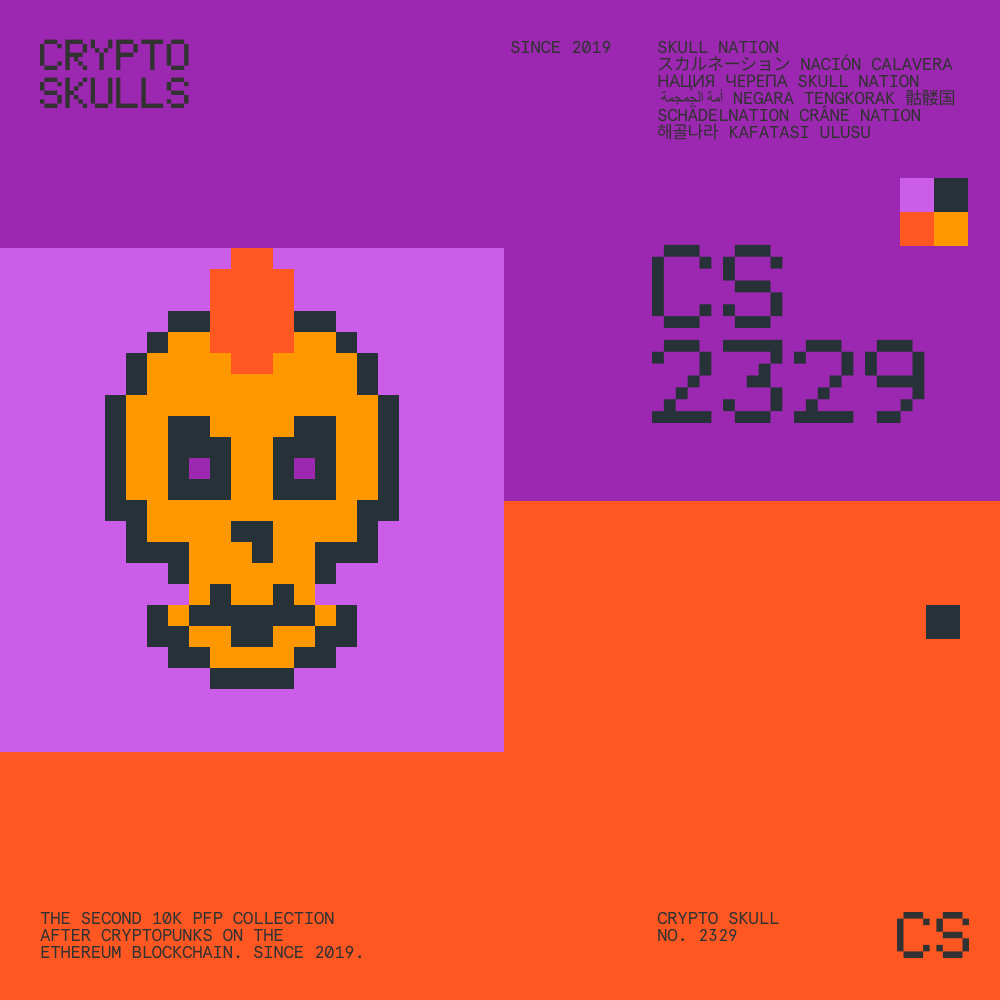 CRYPTO
SKULLS
SINCE 2019
SKULL NATION
スカルネーション NACIÓN CALAVERA
НАЦИЯ ЧЕРЕПА SKULL NATION
أمة الجمجمة NEGARA TENGKORAK 骷髅国
SCHÄDELNATION CRÂNE NATION
해골나라 KAFATASI ULUSU
CS
2329
THE SECOND 10K PFP COLLECTION
AFTER CRYPTOPUNKS ON THE
ETHEREUM BLOCKCHAIN. SINCE 2019.
CRYPTO SKULL
NO. 2329
CS